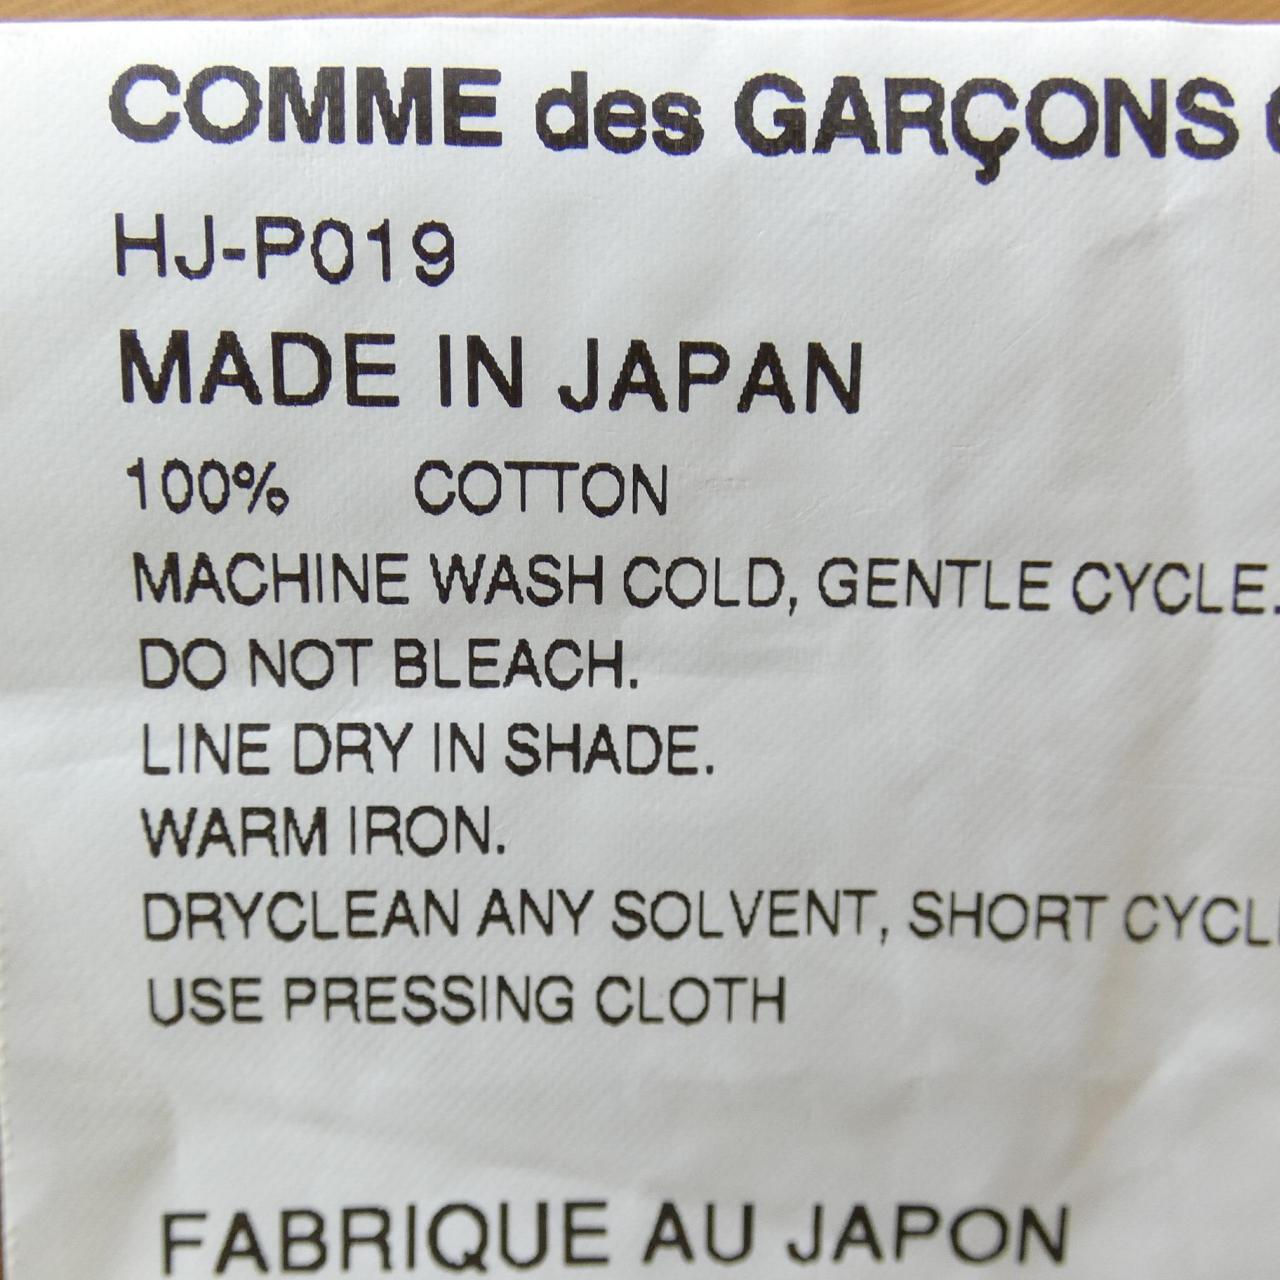 COMME des GARÇONS
HJ-P019
MADE IN JAPAN
100% COTTON
MACHINE WASH COLD, GENTLE CYCLE.
DO NOT BLEACH.
LINE DRY IN SHADE.
WARM IRON.
DRYCLEAN ANY SOLVENT, SHORT CYCL
USE PRESSING CLOTH
FABRIQUE AU JAPON